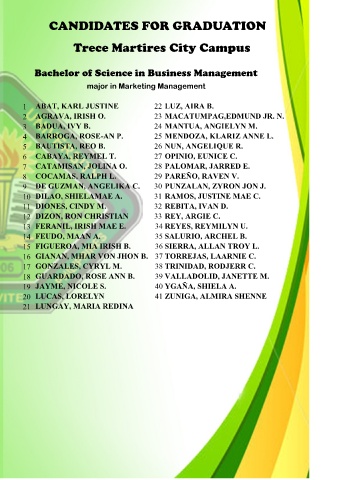 CANDIDATES FOR GRADUATION
Trece Martires City Campus
Bachelor of Science in Business Management
major in Marketing Management
1 ABAT, KARL JUSTINE
2 AGRAVA, IRISH O.
3 BADUA, IVY B.
4 BARROGA, ROSE-AN P.
5 BAUTISTA, REO B.
6 CABAYA, REYMEL T.
7 CATAMISAN, JOLINA O.
8 COCAMAS, RALPH L.
9 DE GUZMAN, ANGELIKA C.
10 DILAO, SHIELAMAE A.
11 DIONES, CINDY M.
12 DIZON, RON CHRISTIAN
13 FERANIL, IRISH MAE E.
14 FEUDO, MAAN A.
15 FIGUEROA, MIA IRISH B.
16 GIANAN, MHAR VON JHON B.
17 GONZALES, CYRYL M.
18 GUARDADO, ROSE ANN B.
19 JAYME, NICOLE S.
20 LUCAS, LORELYN
21 LUNGAY, MARIA REDINA
22 LUZ, AIRA B.
23 MACATUMPAG,EDMUND JR. N.
24 MANTUA, ANGIELYN M.
25 MENDOZA, KLARIZ ANNE L.
26 NUN, ANGELIQUE R.
27 OPINIO, EUNICE C.
28 PALOMAR, JARRED E.
29 PAREÑO, RAVEN V.
30 PUNZALAN, ZYRON JON J.
31 RAMOS, JUSTINE MAE C.
32 REBITA, IVAN D.
33 REY, ARGIE C.
34 REYES, REYMILYN U.
35 SALURIO, ARCHEL B.
36 SIERRA, ALLAN TROY L.
37 TORREJAS, LAARNIE C.
38 TRINIDAD, RODJERR C.
39 VALLADOLID, JANETTE M.
40 YGAÑA, SHIELA A.
41 ZUNIGA, ALMIRA SHENNE